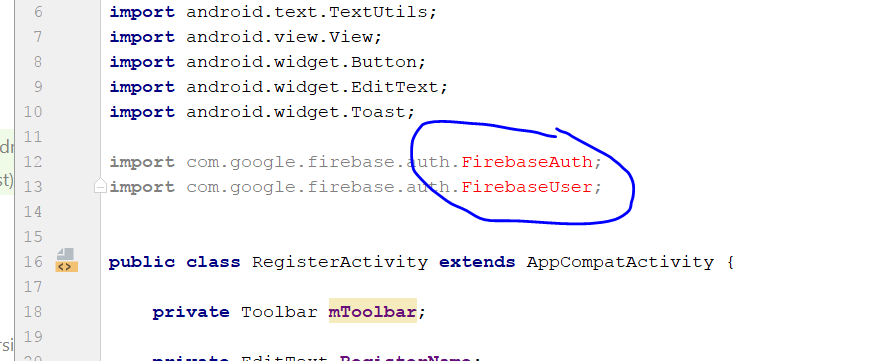 6 import android.text.TextUtils;
7 import android.view.View;
8 import android.widget.Button;
9 import android.widget.EditText;
10 import android.widget.Toast;
11
dr
12 import com.google.firebase.auth.FirebaseAuth;
st)
13 import com.google.firebase.auth.FirebaseUser;
14
15
16 <> public class RegisterActivity extends AppCompatActivity {
17
18 private Toolbar mToolbar;
19
rsi
20 private EditText RegisterName;